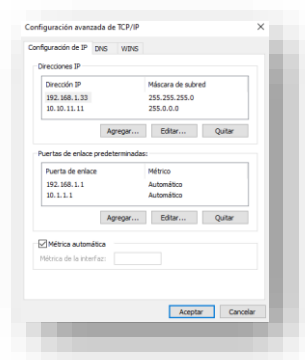 Configuración avanzada de TCP/IP
Configuración de IP DNS WINS
Direcciones IP
Dirección IP Máscara de subred
192.168.1.33 255.255.255.0
10.10.11.11 255.0.0.0
Agregar... Editar... Quitar
Puertas de enlace predeterminadas:
Puerta de enlace Métrico
192.168.1.1 Automático
10.1.1.1 Automático
Agregar... Editar... Quitar
Métrica automática
Métrica de la interfaz:
Aceptar Cancelar